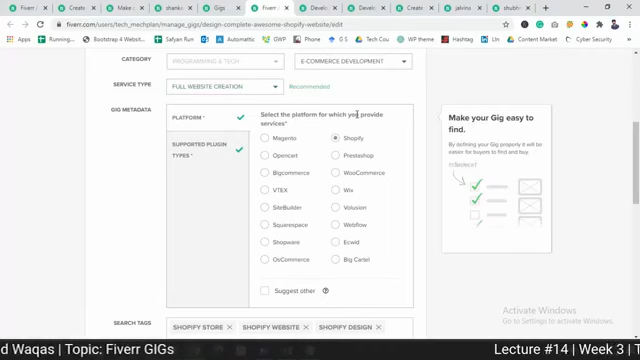 Fiverr
Create
Make
shanko
Gigs
Fiverr
Develo
Develo
Create
jalvina
shubh
fiverr.com/users/tech_mechplan/manage_gigs/design-complete-awesome-shopify-website/edit
Apps
Bootstrap 4 Websit...
Safyan Run
Automattic
Phton
G S
Tech Cou
WP theme
Hashtag
Content Market
Cyber Security
CATEGORY
PROGRAMMING & TECH
E-COMMERCE DEVELOPMENT
SERVICE TYPE
FULL WEBSITE CREATION
Recommended
GIG METADATA
PLATFORM *
SUPPORTED PLUGIN
TYPES *
Select the platform for which you provide
services*
Magento
Shopify
Opencart
Prestashop
Bigcommerce
WooCommerce
VTEX
Wix
SiteBuilder
Volusion
Squarespace
Webflow
Shopware
Ecwid
OsCommerce
Big Cartel
Suggest other
Make your Gig easy to
find.
By defining your Gig properly it will be
easier for buyers to find and buy.
Activate Windows
Go to Settings to activate Windows.
SEARCH TAGS
SHOPIFY STORE
SHOPIFY WEBSITE
SHOPIFY DESIGN
d Waqas | Topic: Fiverr GIGs
Lecture #14 | Week 3 | T